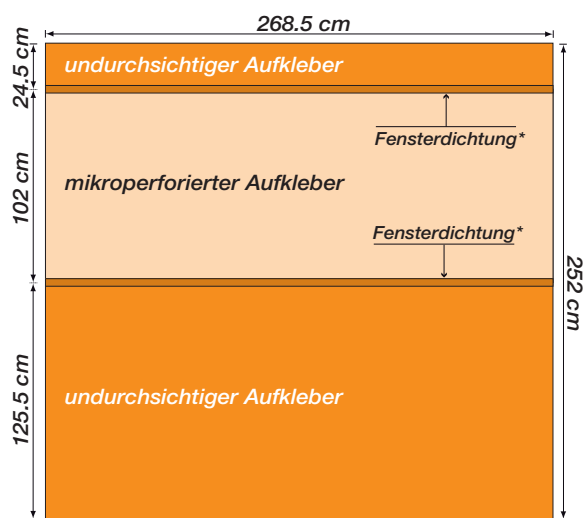 268.5 cm
24.5 cm
undurchsichtiger Aufkleber
Fensterdichtung*
102 cm
mikroperforierter Aufkleber
Fensterdichtung*
252 cm
125.5 cm
undurchsichtiger Aufkleber